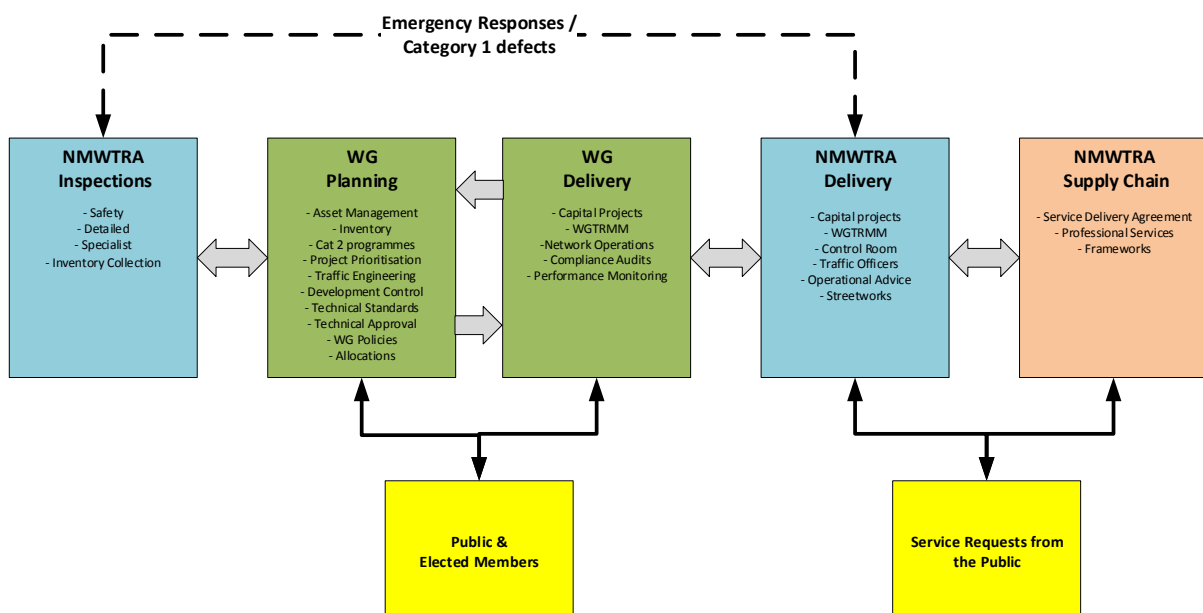 Emergency Responses /
Category 1 defects
NMWTRA
Inspections
- Safety
- Detailed
- Specialist
- Inventory Collection
WG
Planning
- Asset Management
- Inventory
- Cat 2 programmes
- Project Prioritisation
- Traffic Engineering
- Development Control
- Technical Standards
- Technical Approval
- WG Policies
- Allocations
WG
Delivery
- Capital Projects
- WGTRMM
-Network Operations
- Compliance Audits
- Performance Monitoring
NMWTRA
Delivery
- Capital projects
- WGTRMM
- Control Room
- Traffic Officers
- Operational Advice
- Streetworks
NMWTRA
Supply Chain
- Service Delivery Agreement
- Professional Services
- Frameworks
Public &
Elected Members
Service Requests from
the Public